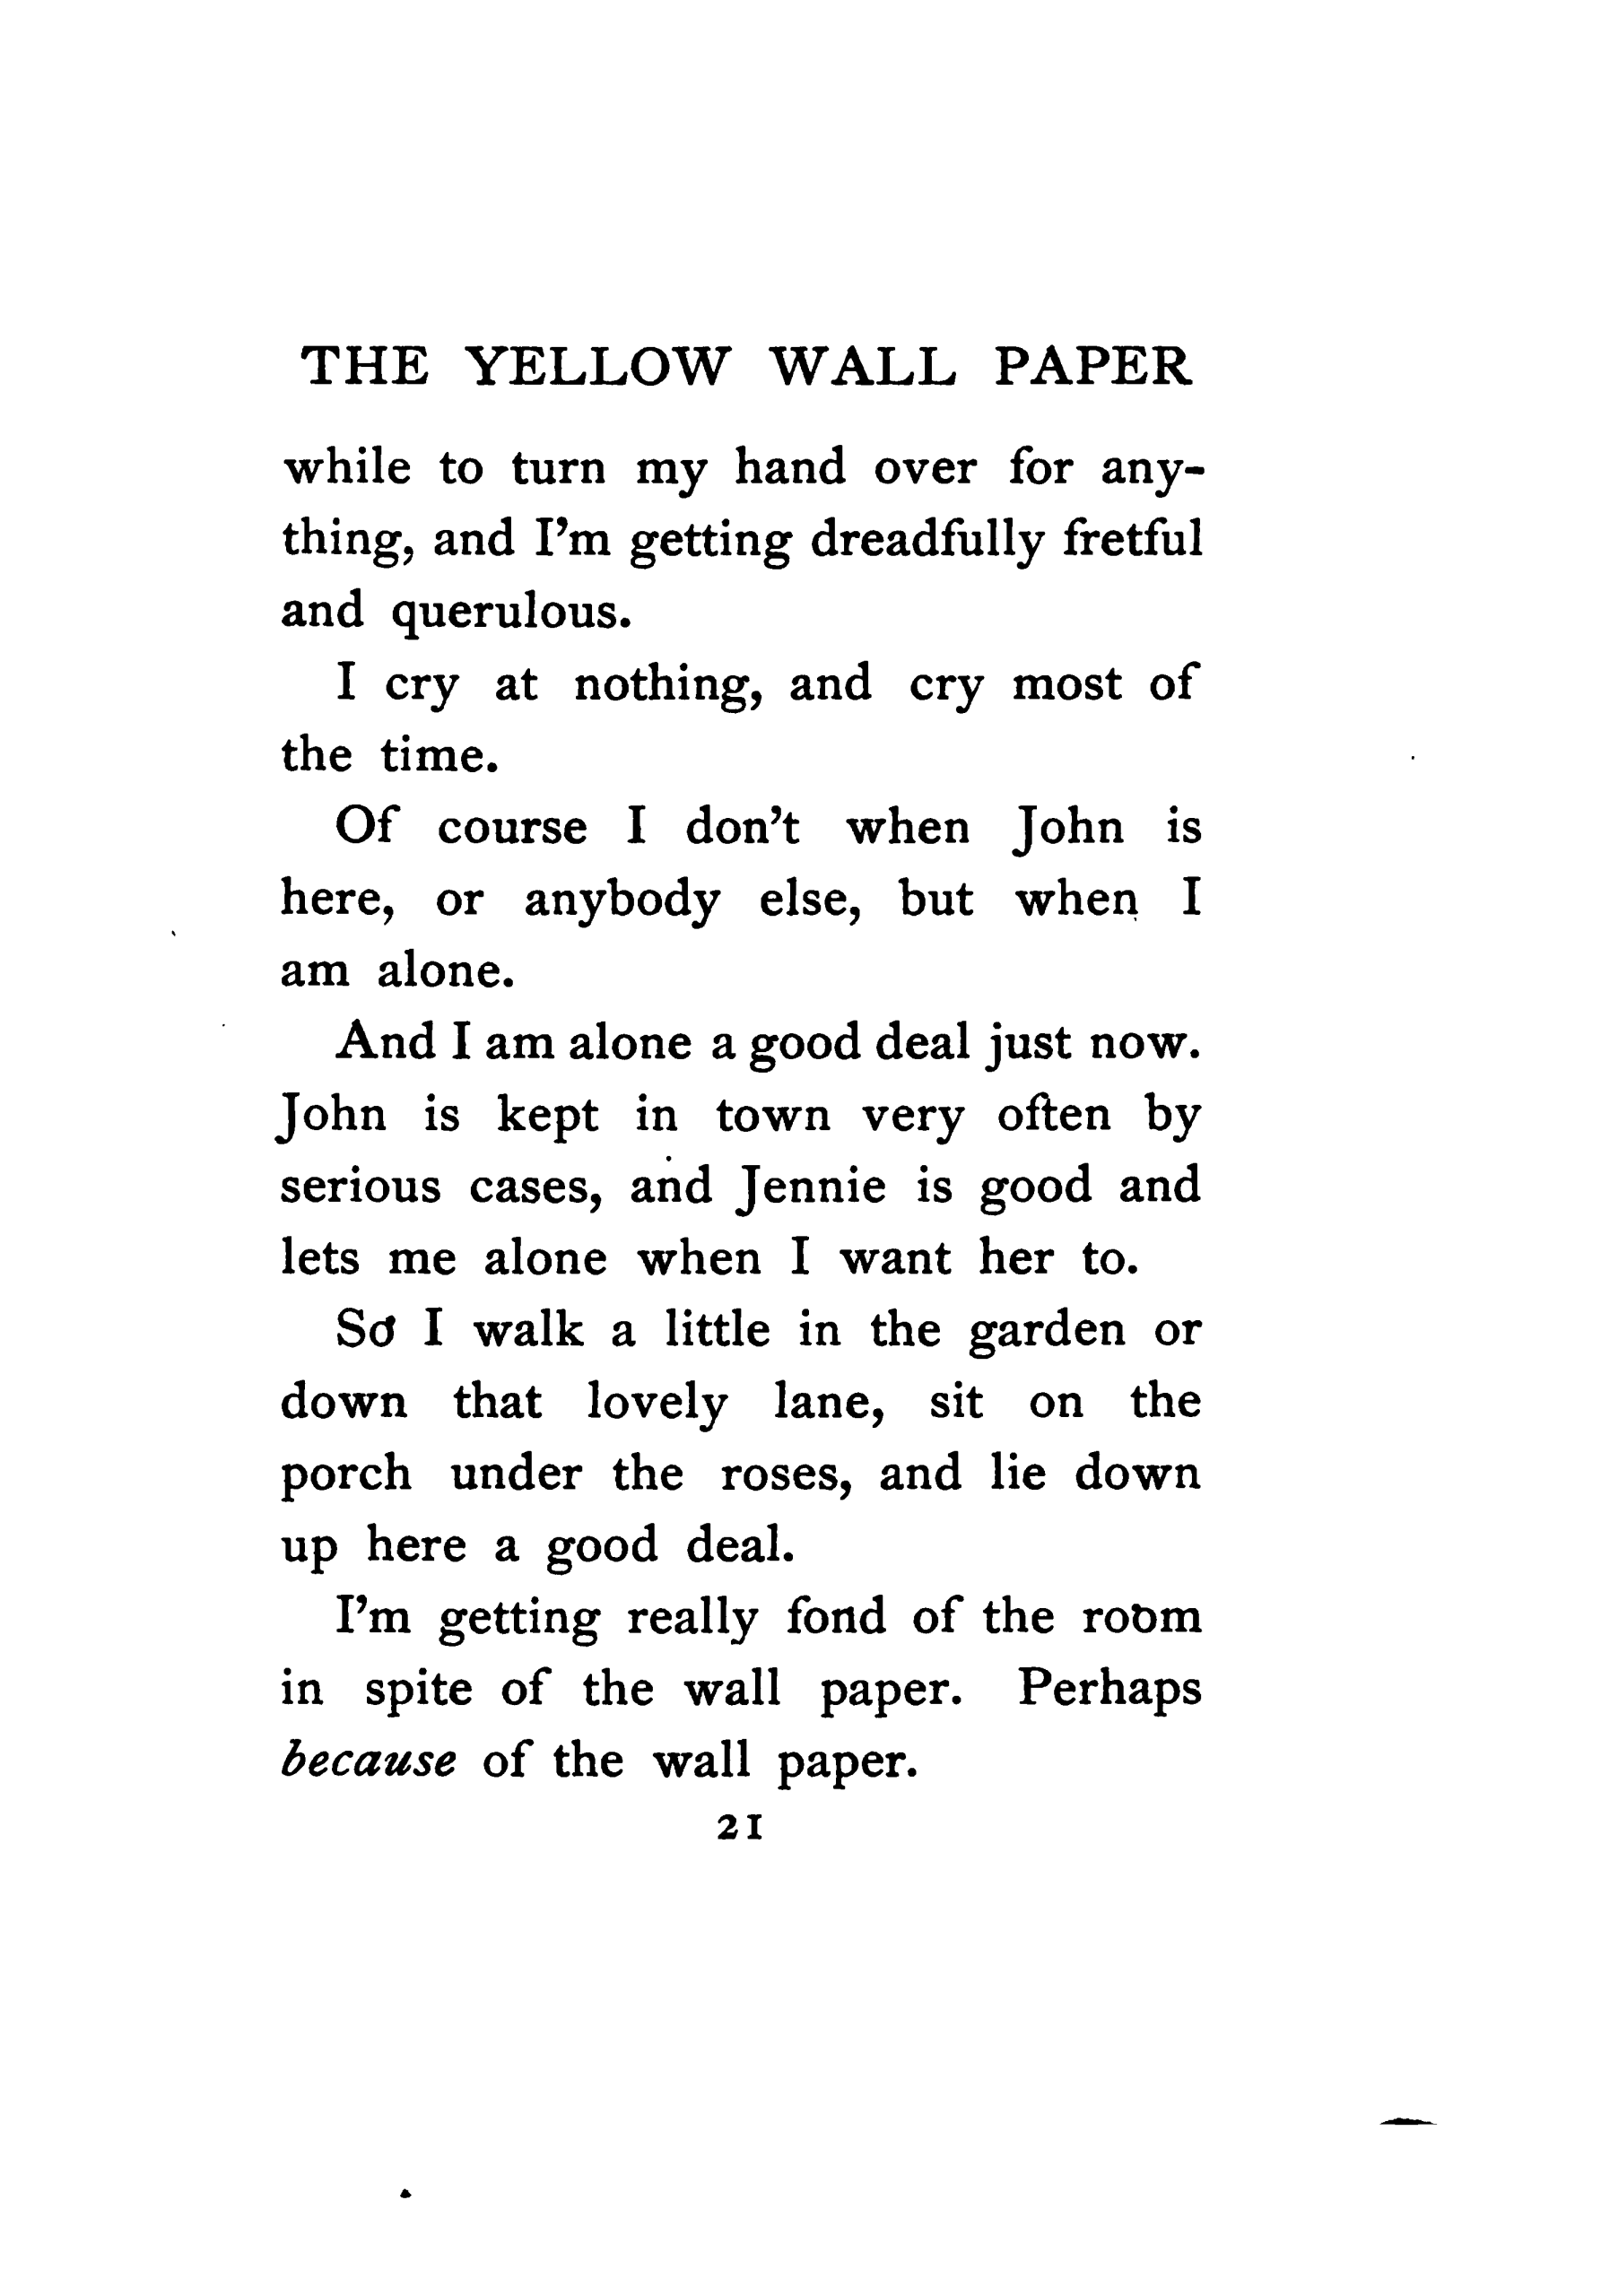 THE YELLOW WALL PAPER
while to turn my hand over for any-
thing, and I'm getting dreadfully fretful
and querulous.
I cry at nothing, and cry most of
the time.
Of course I don't when John is
here, or anybody else, but when I
am alone.
And I am alone a good deal just now.
John is kept in town very often by
serious cases, and Jennie is good and
lets me alone when I want her to.
So I walk a little in the garden or
down that lovely lane, sit on the
porch under the roses, and lie down
up here a good deal.
I'm getting really fond of the room
in spite of the wall paper. Perhaps
because of the wall paper.
21